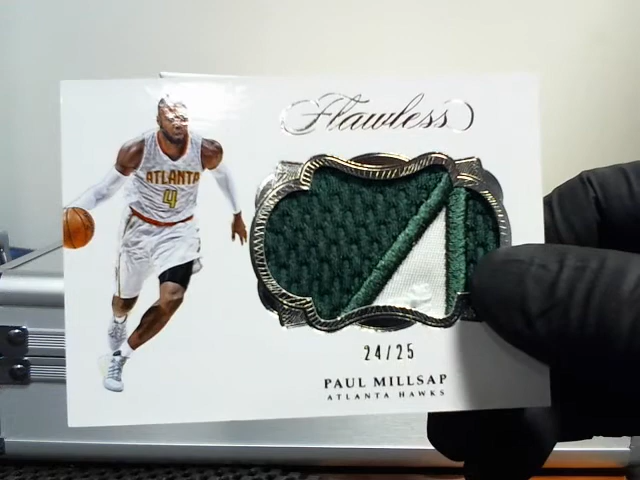 Flawless
ATLANTA
4
24/25
PAUL MILLSAP
ATLANTA HAWKS